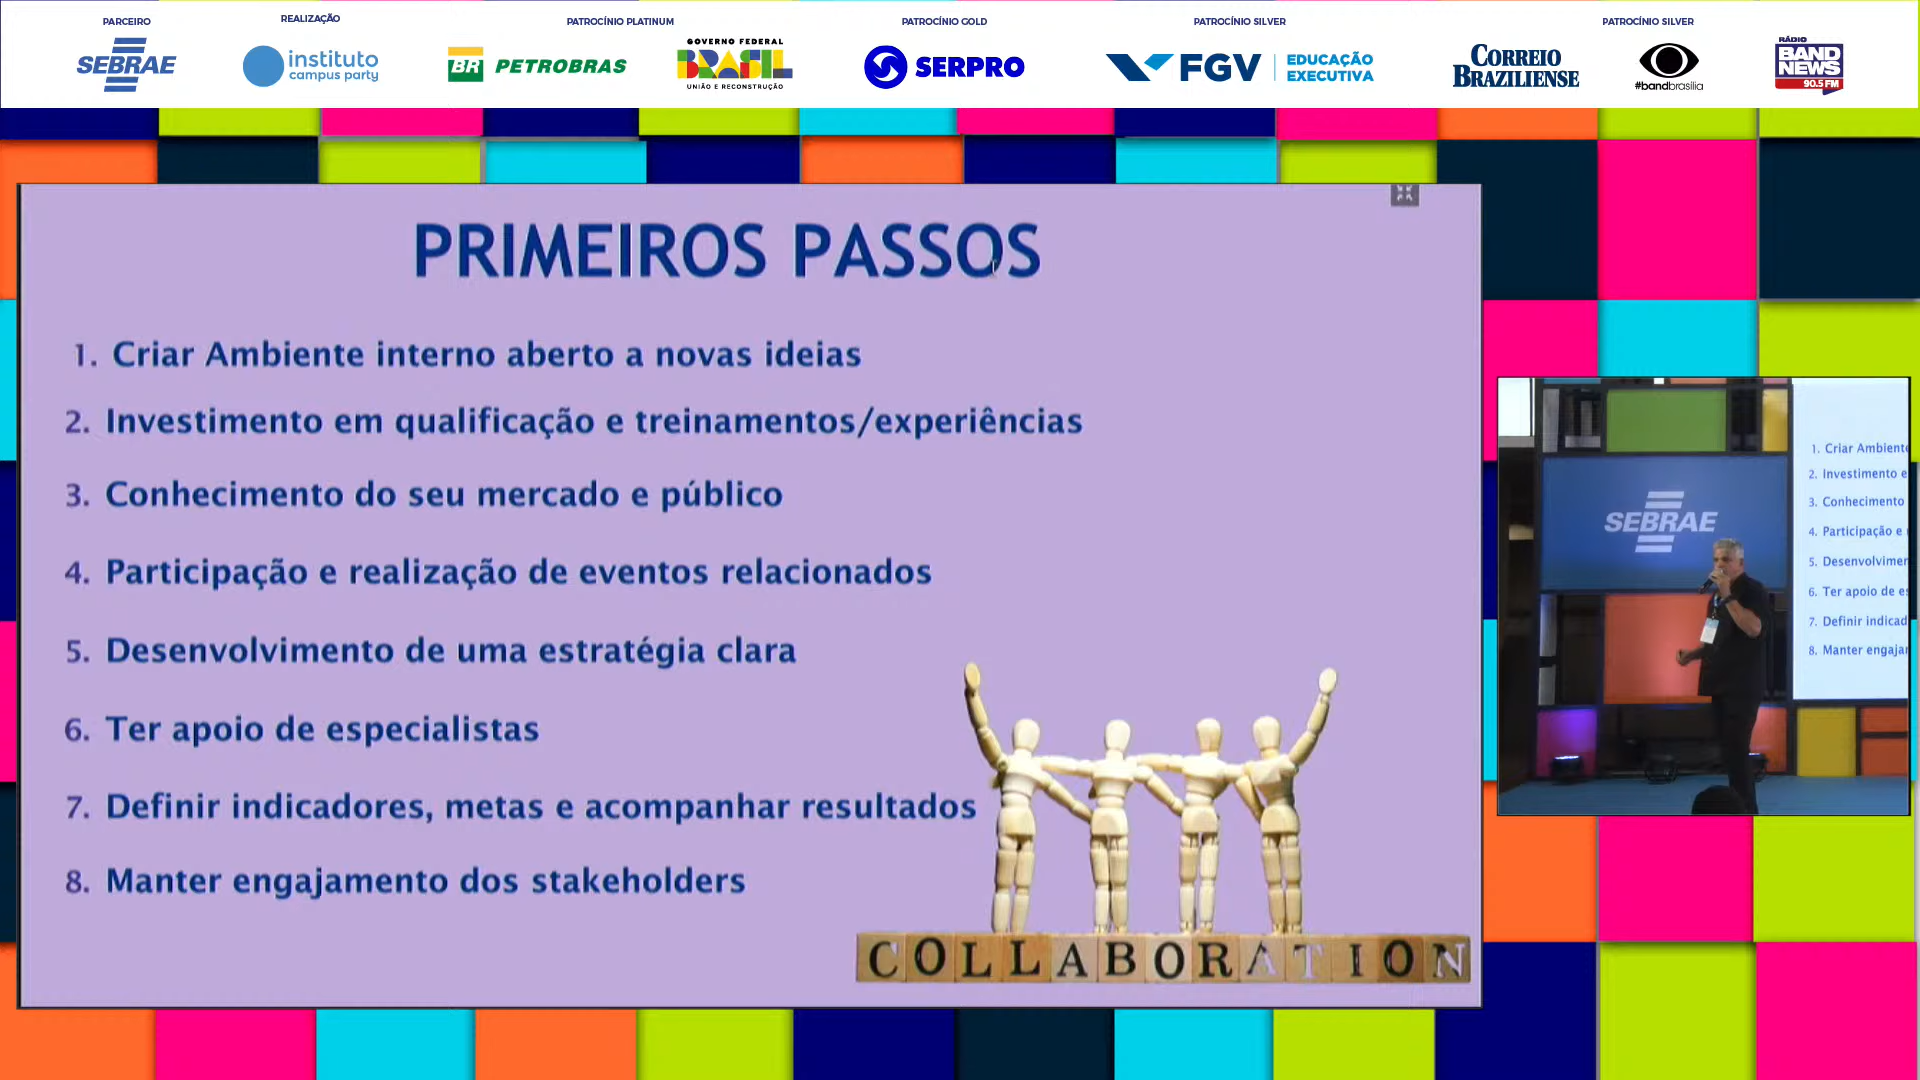 PARCEIRO
REALIZAÇÃO
PATROCÍNIO PLATINUM
PATROCÍNIO GOLD
PATROCÍNIO SILVER
PATROCÍNIO SILVER
SEBRAE
instituto
campus party
BR PETROBRAS
GOVERNO FEDERAL
BRASIL
UNIÃO E RECONSTRUÇÃO
SERPRO
FGV
EDUCAÇÃO
EXECUTIVA
CORREIO
BRAZILIENSE
#bandbrasília
RÁDIO
BAND
NEWS
90.5 FM
PRIMEIROS PASSOS
1. Criar Ambiente interno aberto a novas ideias
2. Investimento em qualificação e treinamentos/experiências
3. Conhecimento do seu mercado e público
4. Participação e realização de eventos relacionados
5. Desenvolvimento de uma estratégia clara
6. Ter apoio de especialistas
7. Definir indicadores, metas e acompanhar resultados
8. Manter engajamento dos stakeholders
COLLABORATION
SEBRAE
1. Criar Ambiente
2. Investimento e
3. Conhecimento
4. Participação e
5. Desenvolvimen
6. Ter apoio de es
7. Definir indicad
8. Manter engajar